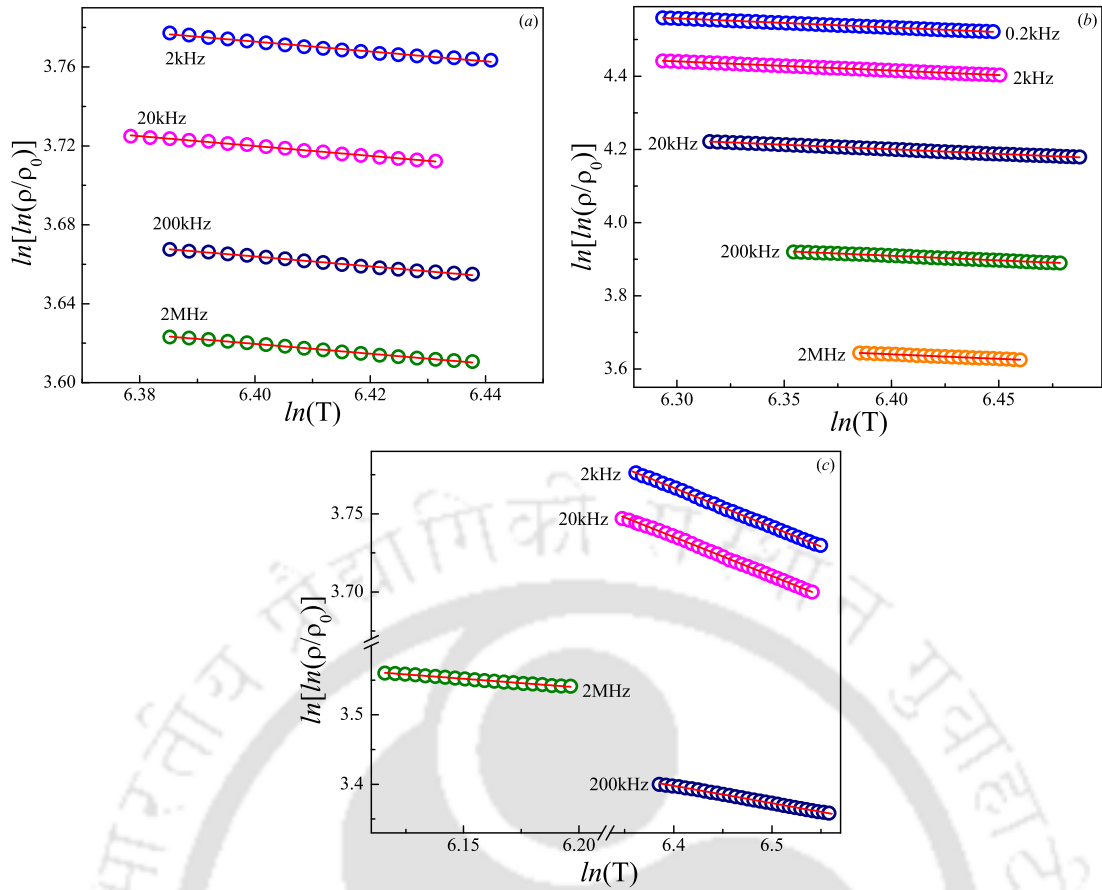 (a)
3.76
3.72
3.68
3.64
3.60
ln[ln(ρ/ρ₀)]
2kHz
20kHz
200kHz
2MHz
6.38 6.40 6.42 6.44
ln(T)
(b)
4.4
4.2
4.0
3.8
3.6
ln[ln(ρ/ρ₀)]
0.2kHz
2kHz
20kHz
200kHz
2MHz
6.30 6.35 6.40 6.45
ln(T)
(c)
3.75
3.70
3.5
3.4
ln[ln(ρ/ρ₀)]
2kHz
20kHz
2MHz
200kHz
6.15 6.20 6.4 6.5
ln(T)